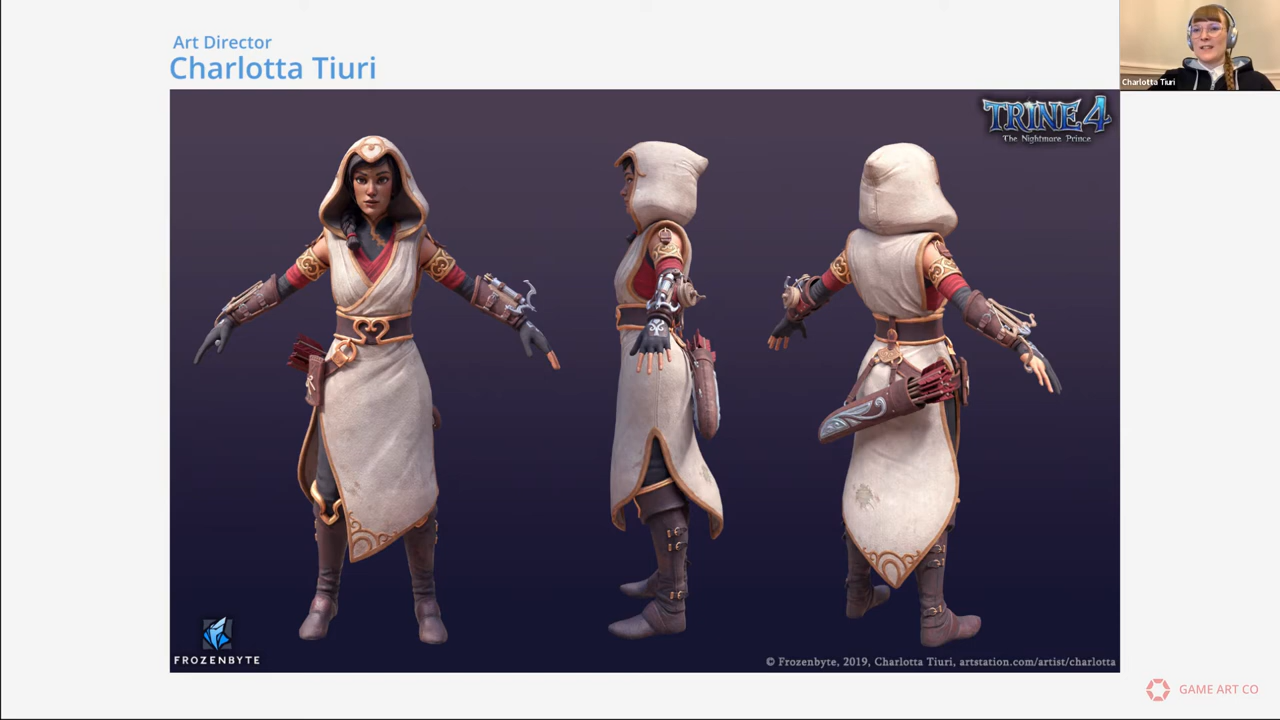 Art Director
Charlotta Tiuri
Charlotta Tiuri
TRINE 4
The Nightmare Prince
FROZENBYTE
© Frozenbyte, 2019, Charlotta Tiuri, artstation.com/artist/charlotta
GAME ART CO